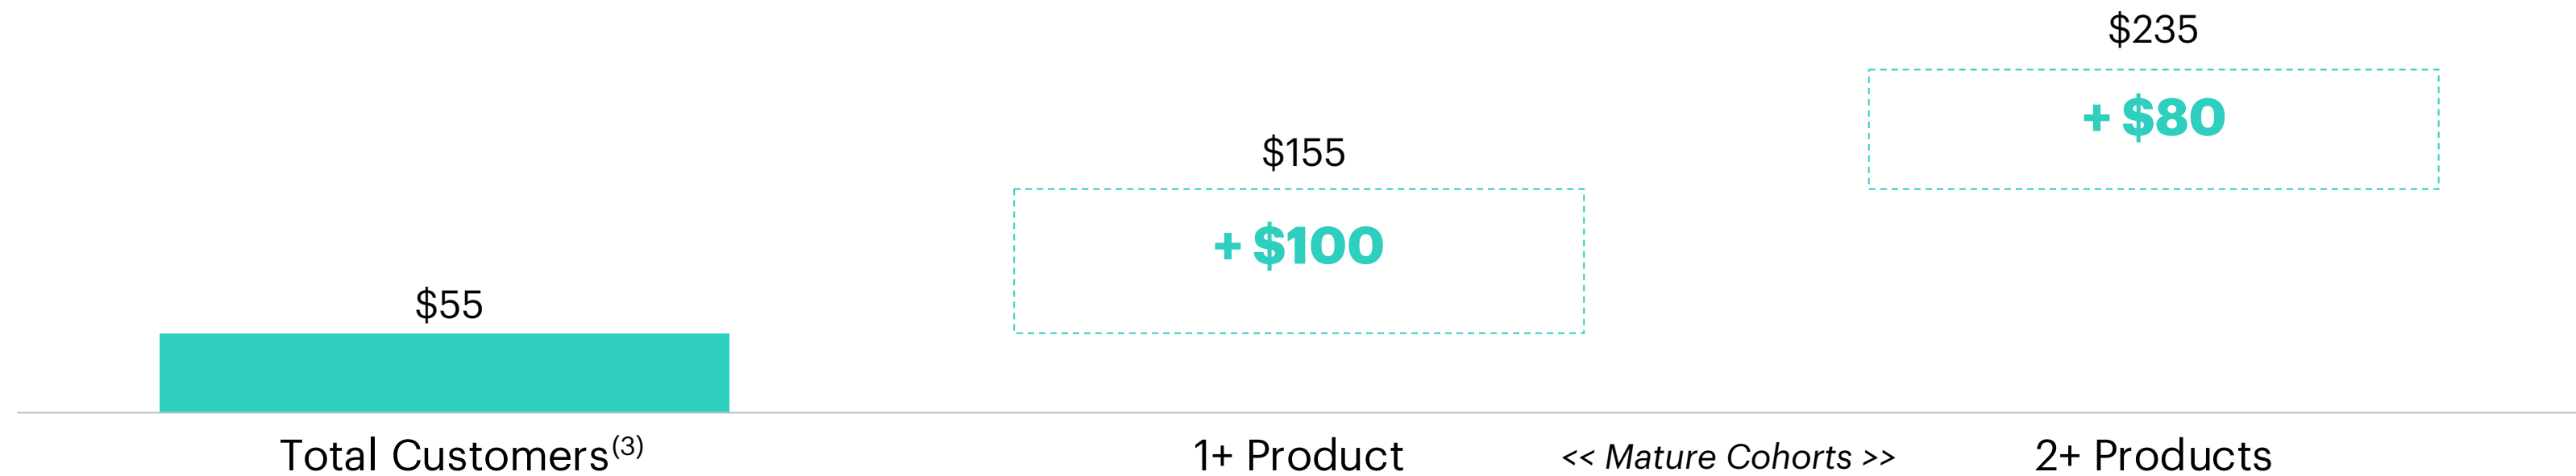 $235
+ $80
$155
+ $100
$55
Total Customers(3)
1+ Product
<< Mature Cohorts >>
2+ Products